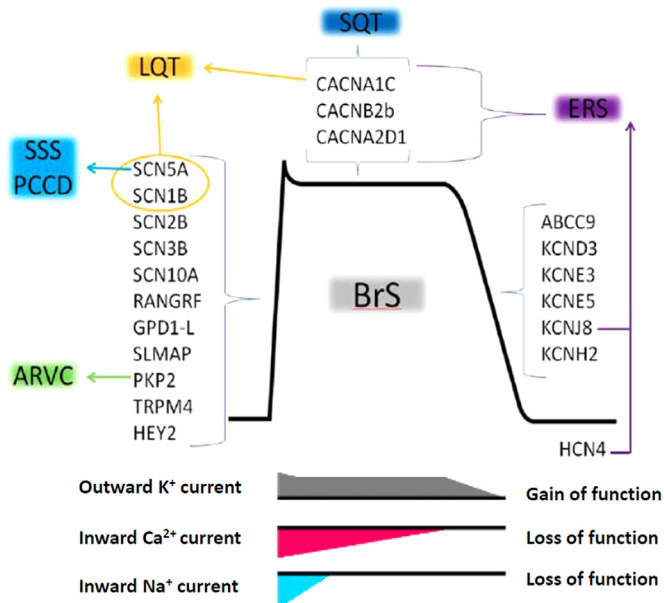 SQT
LQT
CACNA1C
CACNB2b
CACNA2D1
ERS
SSS
PCCD
SCN5A
SCN1B
SCN2B
SCN3B
SCN10A
RANGRF
GPD1-L
SLMAP
PKP2
TRPM4
HEY2
ARVC
BrS
ABCC9
KCND3
KCNE3
KCNE5
KCNJ8
KCNH2
HCN4
Outward K⁺ current
Gain of function
Inward Ca²⁺ current
Loss of function
Inward Na⁺ current
Loss of function